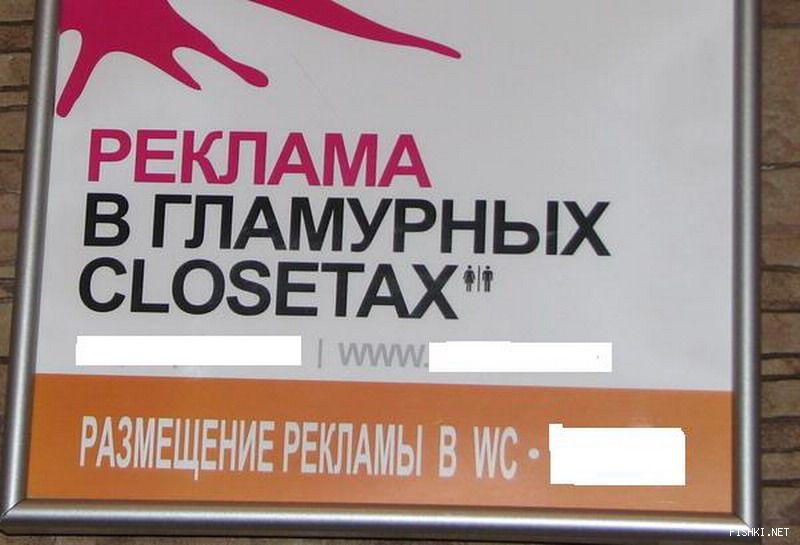 РЕКЛАМА
В ГЛАМУРНЫХ
CLOSETAX
| www.
РАЗМЕЩЕНИЕ РЕКЛАМЫ В WC •
FISHKI.NET